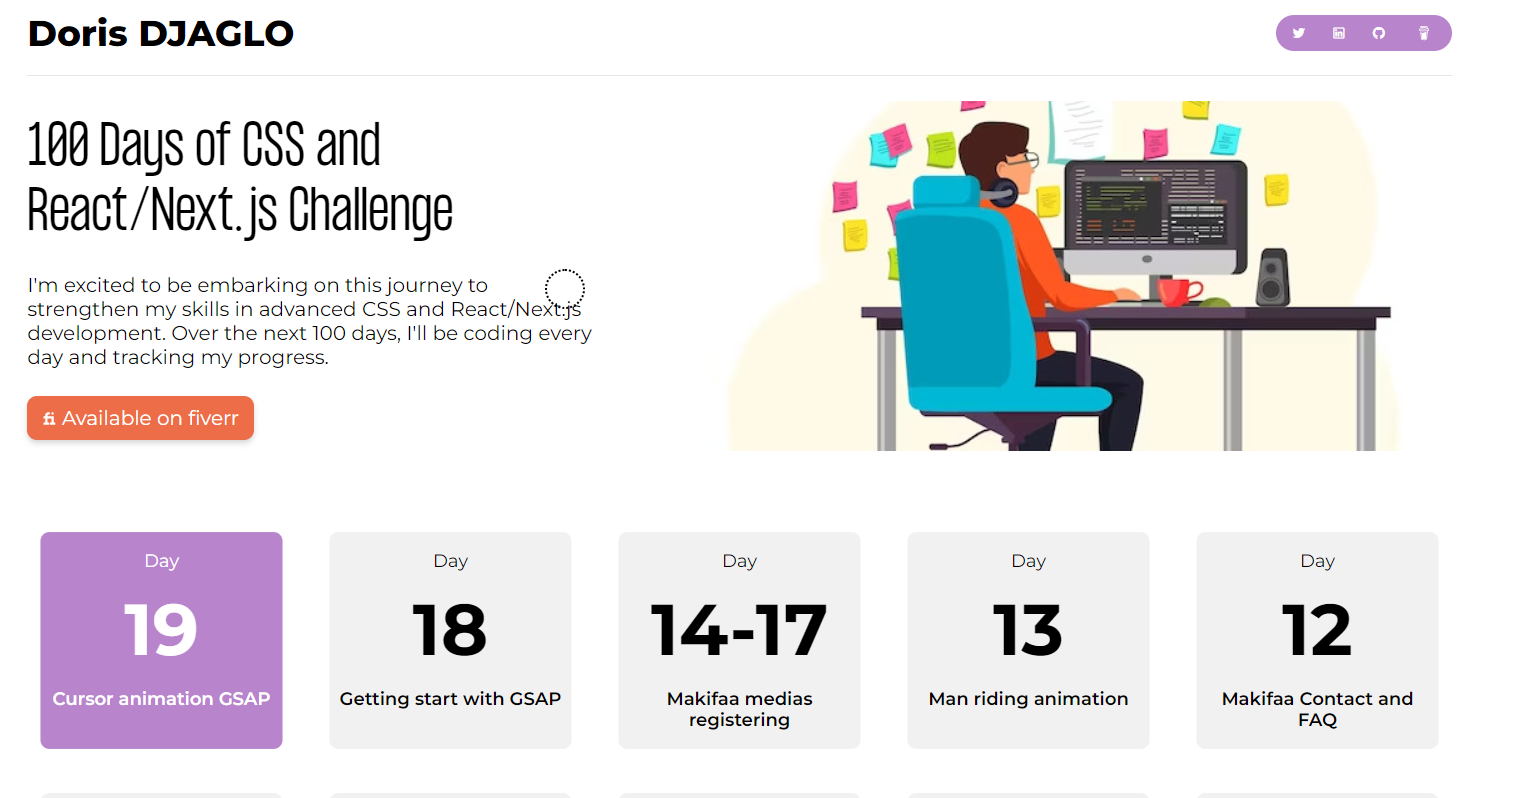 Doris DJAGLO
100 Days of CSS and
React/Next.js Challenge
I'm excited to be embarking on this journey to
strengthen my skills in advanced CSS and React/Next.js
development. Over the next 100 days, I'll be coding every
day and tracking my progress.
fi Available on fiverr
Day
19
Cursor animation GSAP
Day
18
Getting start with GSAP
Day
14-17
Makifaa medias
registering
Day
13
Man riding animation
Day
12
Makifaa Contact and
FAQ